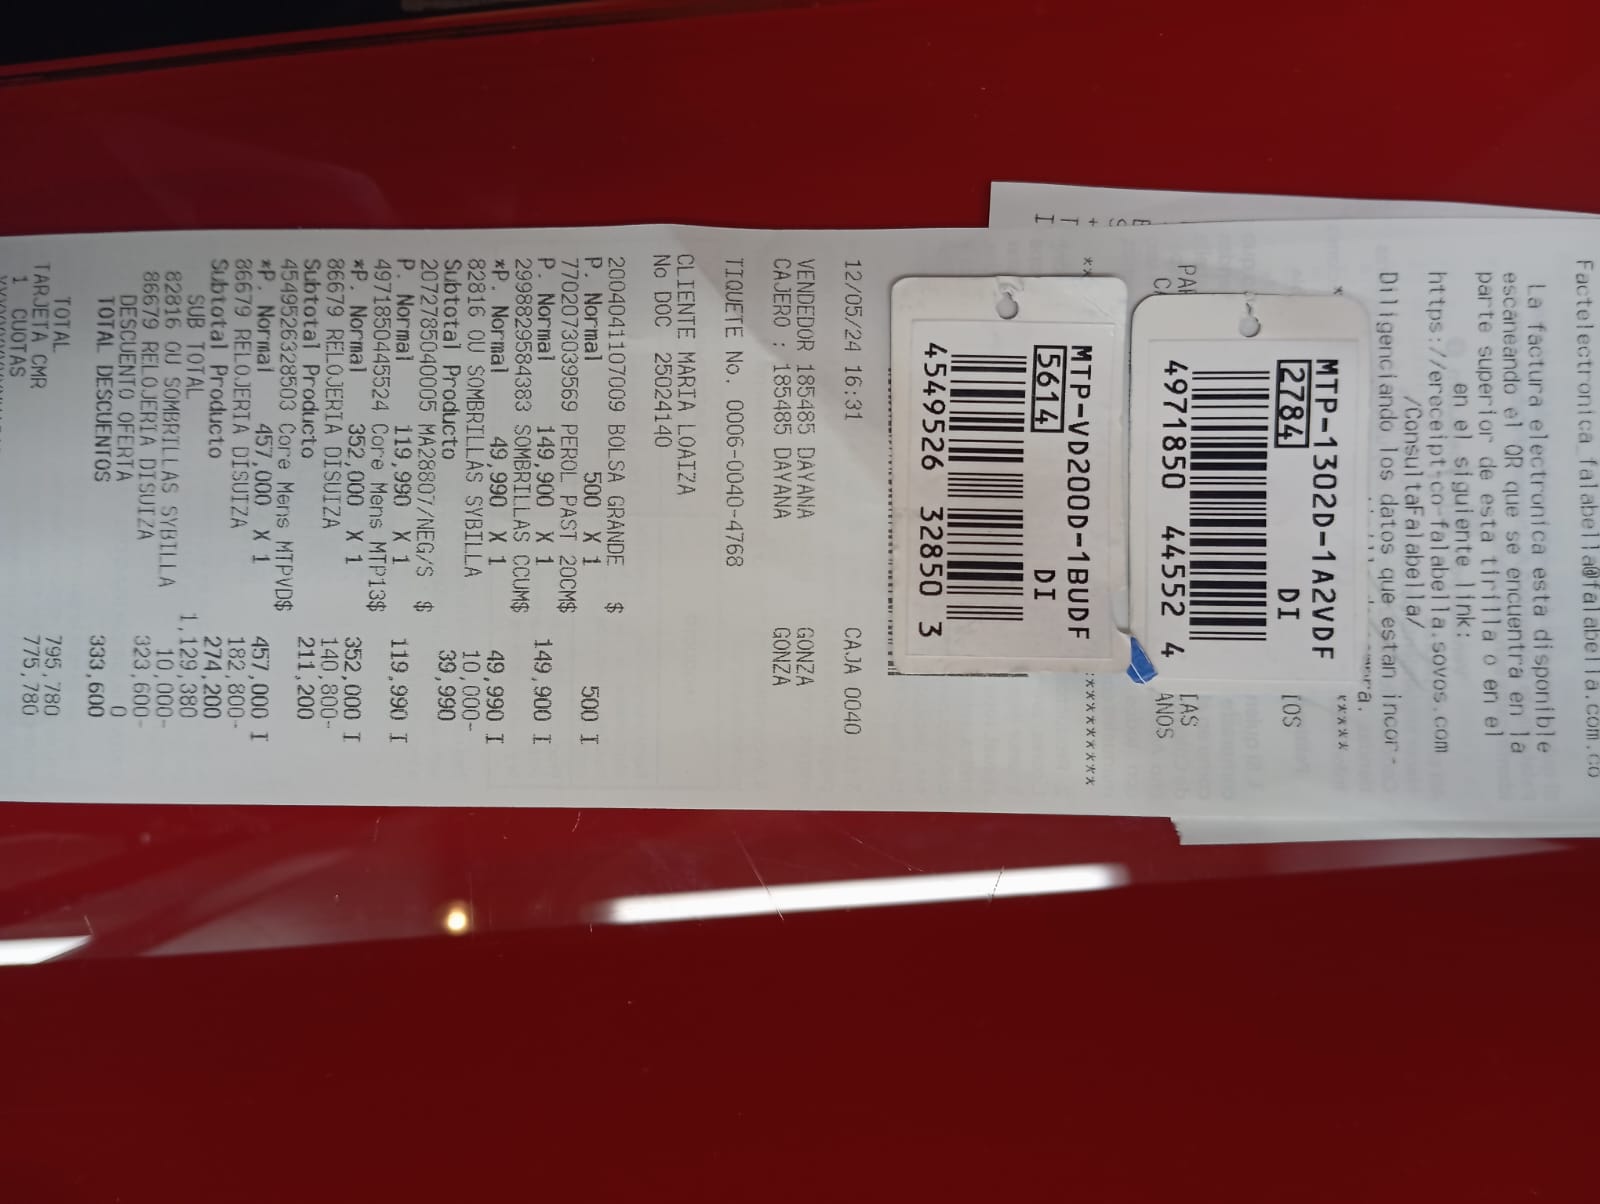 Factelectronica_falabella@falabella.com.co
La factura electronica esta disponible
escaneando el QR que se encuentra en la
parte superior de esta tirilla o en el
en el siguiente link:
https://ereceipt-co-falabella.sovos.com
/ConsultaFalabella/
Diligenciando los datos que estan incor-
MTP-1302D-1A2VDF
2784 DI
4971850 44552 4
LOS
IAS
ANOS
MTP-VD200D-1BUDF
5614 DI
4549526 32850 3
12/05/24 16:31 CAJA 0040
VENDEDOR 185485 DAYANA GONZA
CAJERO : 185485 DAYANA GONZA
TIQUETE No. 0006-0040-4768
CLIENTE MARIA LOAIZA
No DOC 25024140
2004041107009 BOLSA GRANDE $
P. Normal 500 X 1 500 I
7702073039569 PEROL PAST 20CM$
P. Normal 149,900 X 1 149,900 I
2998829584383 SOMBRILLAS CCUM$
*P. Normal 49,990 X 1 49,990 I
82816 OU SOMBRILLAS SYBILLA 10,000-
Subtotal Producto 39,990
2072785040005 MA28807/NEG/S $
P. Normal 119,990 X 1 119,990 I
4971850445524 Core Mens MTP13$
*P. Normal 352,000 X 1 352,000 I
86679 RELOJERIA DISUIZA 140,800-
Subtotal Producto 211,200
4549526328503 Core Mens MTPVD$
*P. Normal 457,000 X 1 457,000 I
86679 RELOJERIA DISUIZA 182,800-
Subtotal Producto 274,200
SUB TOTAL 1,129,380
82816 OU SOMBRILLAS SYBILLA 10,000-
86679 RELOJERIA DISUIZA 323,600-
DESCUENTO OFERTA 0
TOTAL DESCUENTOS 333,600
TOTAL 795,780
TARJETA CMR 775,780
1 CUOTAS